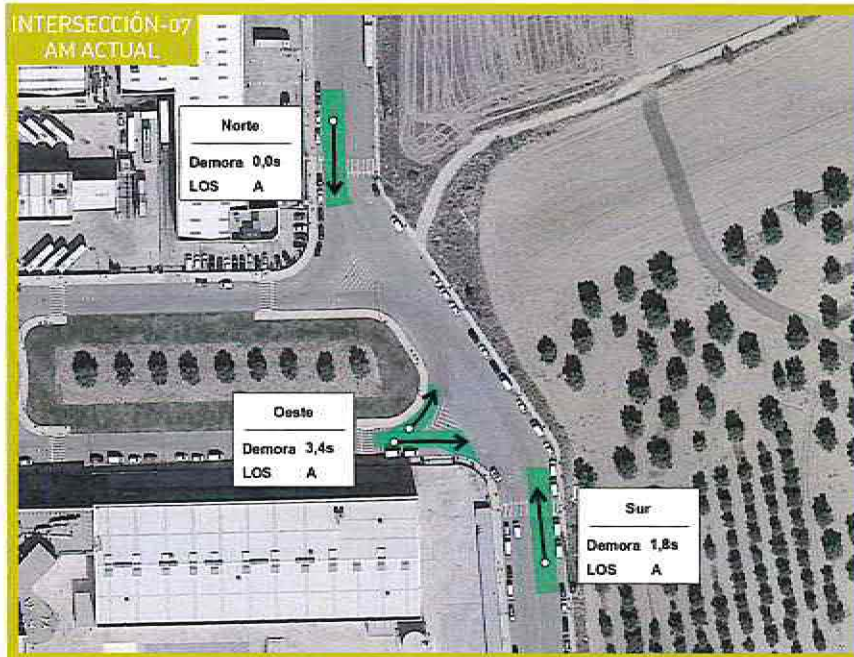 INTERSECCIÓN-07
AM ACTUAL
Norte
Demora 0,0s
LOS A
Oeste
Demora 3,4s
LOS A
Sur
Demora 1,8s
LOS A